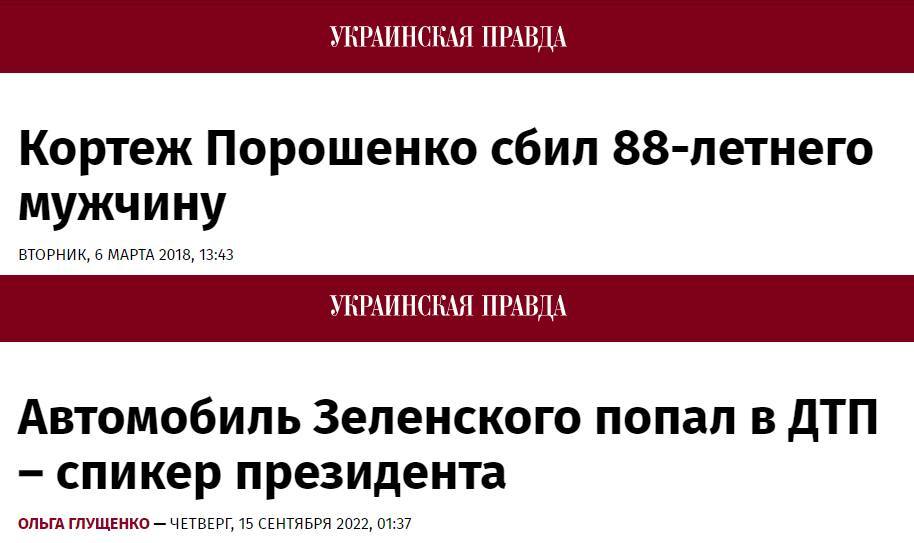 УКРАИНСКАЯ ПРАВДА
Кортеж Порошенко сбил 88-летнего
мужчину
ВТОРНИК, 6 МАРТА 2018, 13:43
УКРАИНСКАЯ ПРАВДА
Автомобиль Зеленского попал в ДТП
– спикер президента
ОЛЬГА ГЛУЩЕНКО — ЧЕТВЕРГ, 15 СЕНТЯБРЯ 2022, 01:37